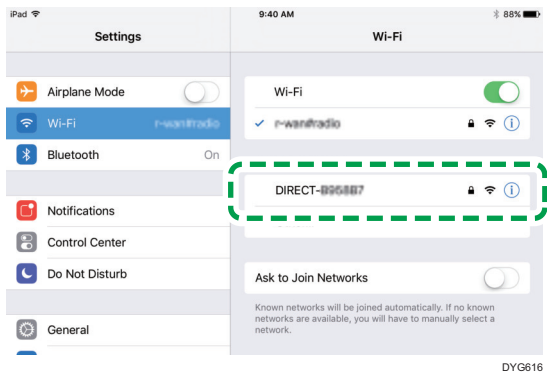 iPad 9:40 AM 88%
Settings
Wi-Fi
Airplane Mode
Wi-Fi
Bluetooth On
Notifications
Control Center
Do Not Disturb
General
Wi-Fi
DIRECT-
Ask to Join Networks
Known networks will be joined automatically. If no known
networks are available, you will have to manually select a
network.
DYG616